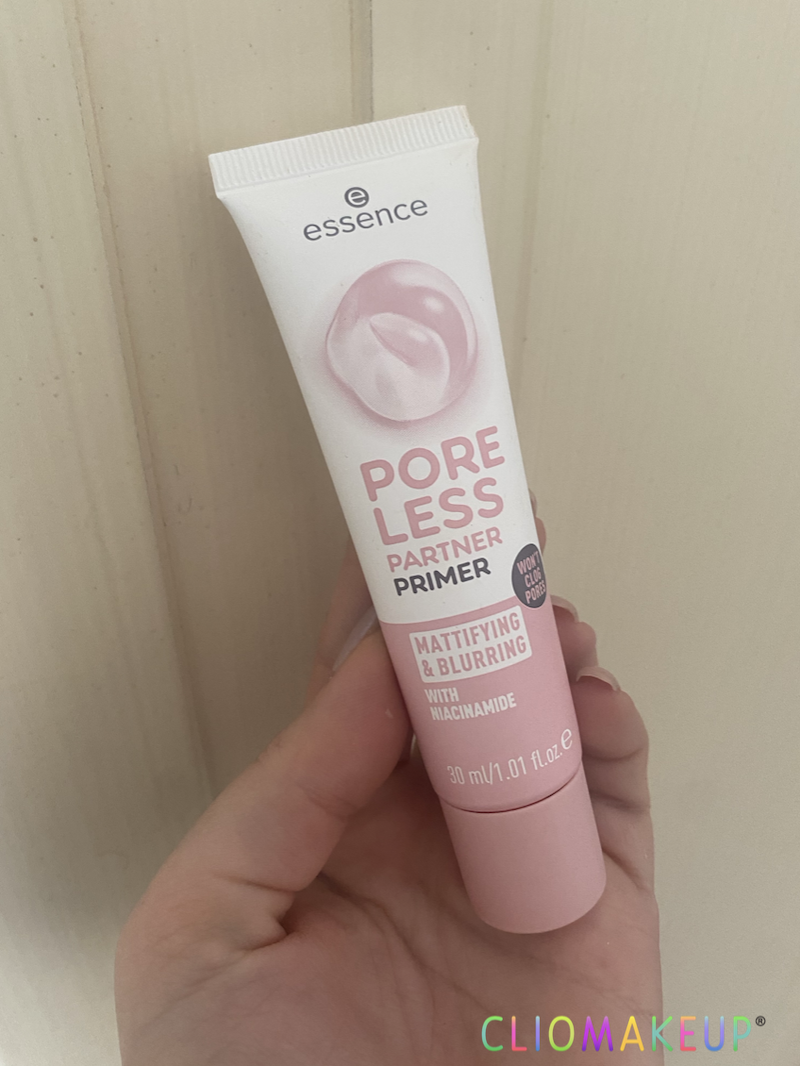 e
essence
PORE
LESS
PARTNER
PRIMER
WON'T
CLOG
PORES
MATTIFYING
& BLURRING
WITH
NIACINAMIDE
30 ml/1.01 fl.oz.℮
CLIOMAKEUP®